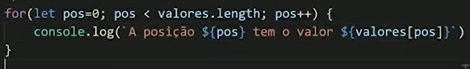 for(let pos=0; pos < valores.length; pos++) {
    console.log(`A posição ${pos} tem o valor ${valores[pos]}`)
}